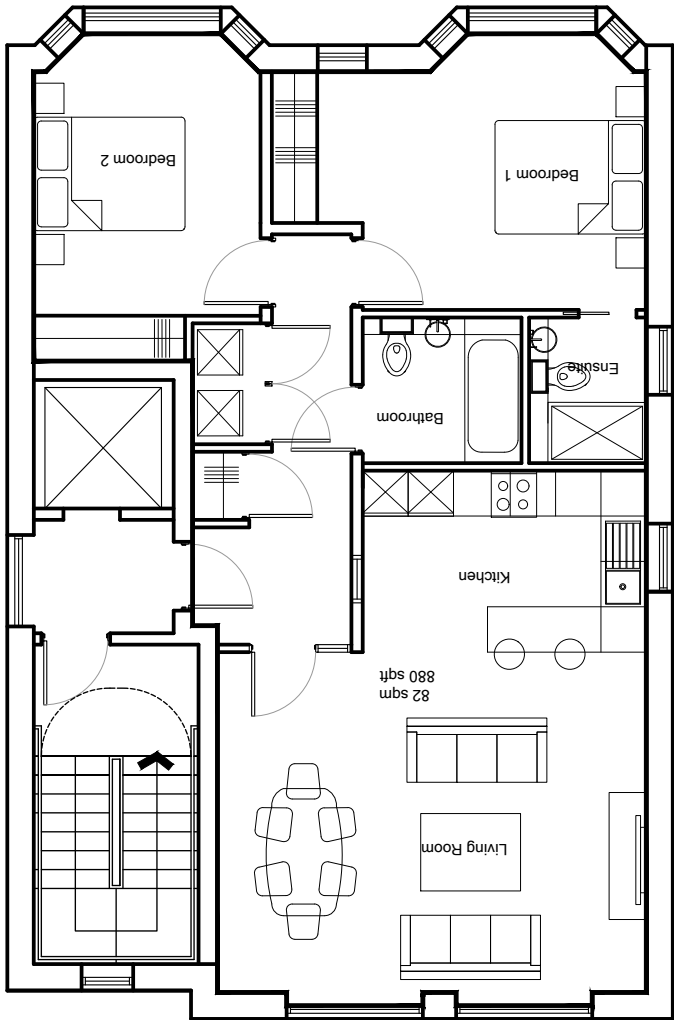 Living Room
82 sqm
880 sqft
Kitchen
Bathroom
Ensuite
Bedroom 1
Bedroom 2